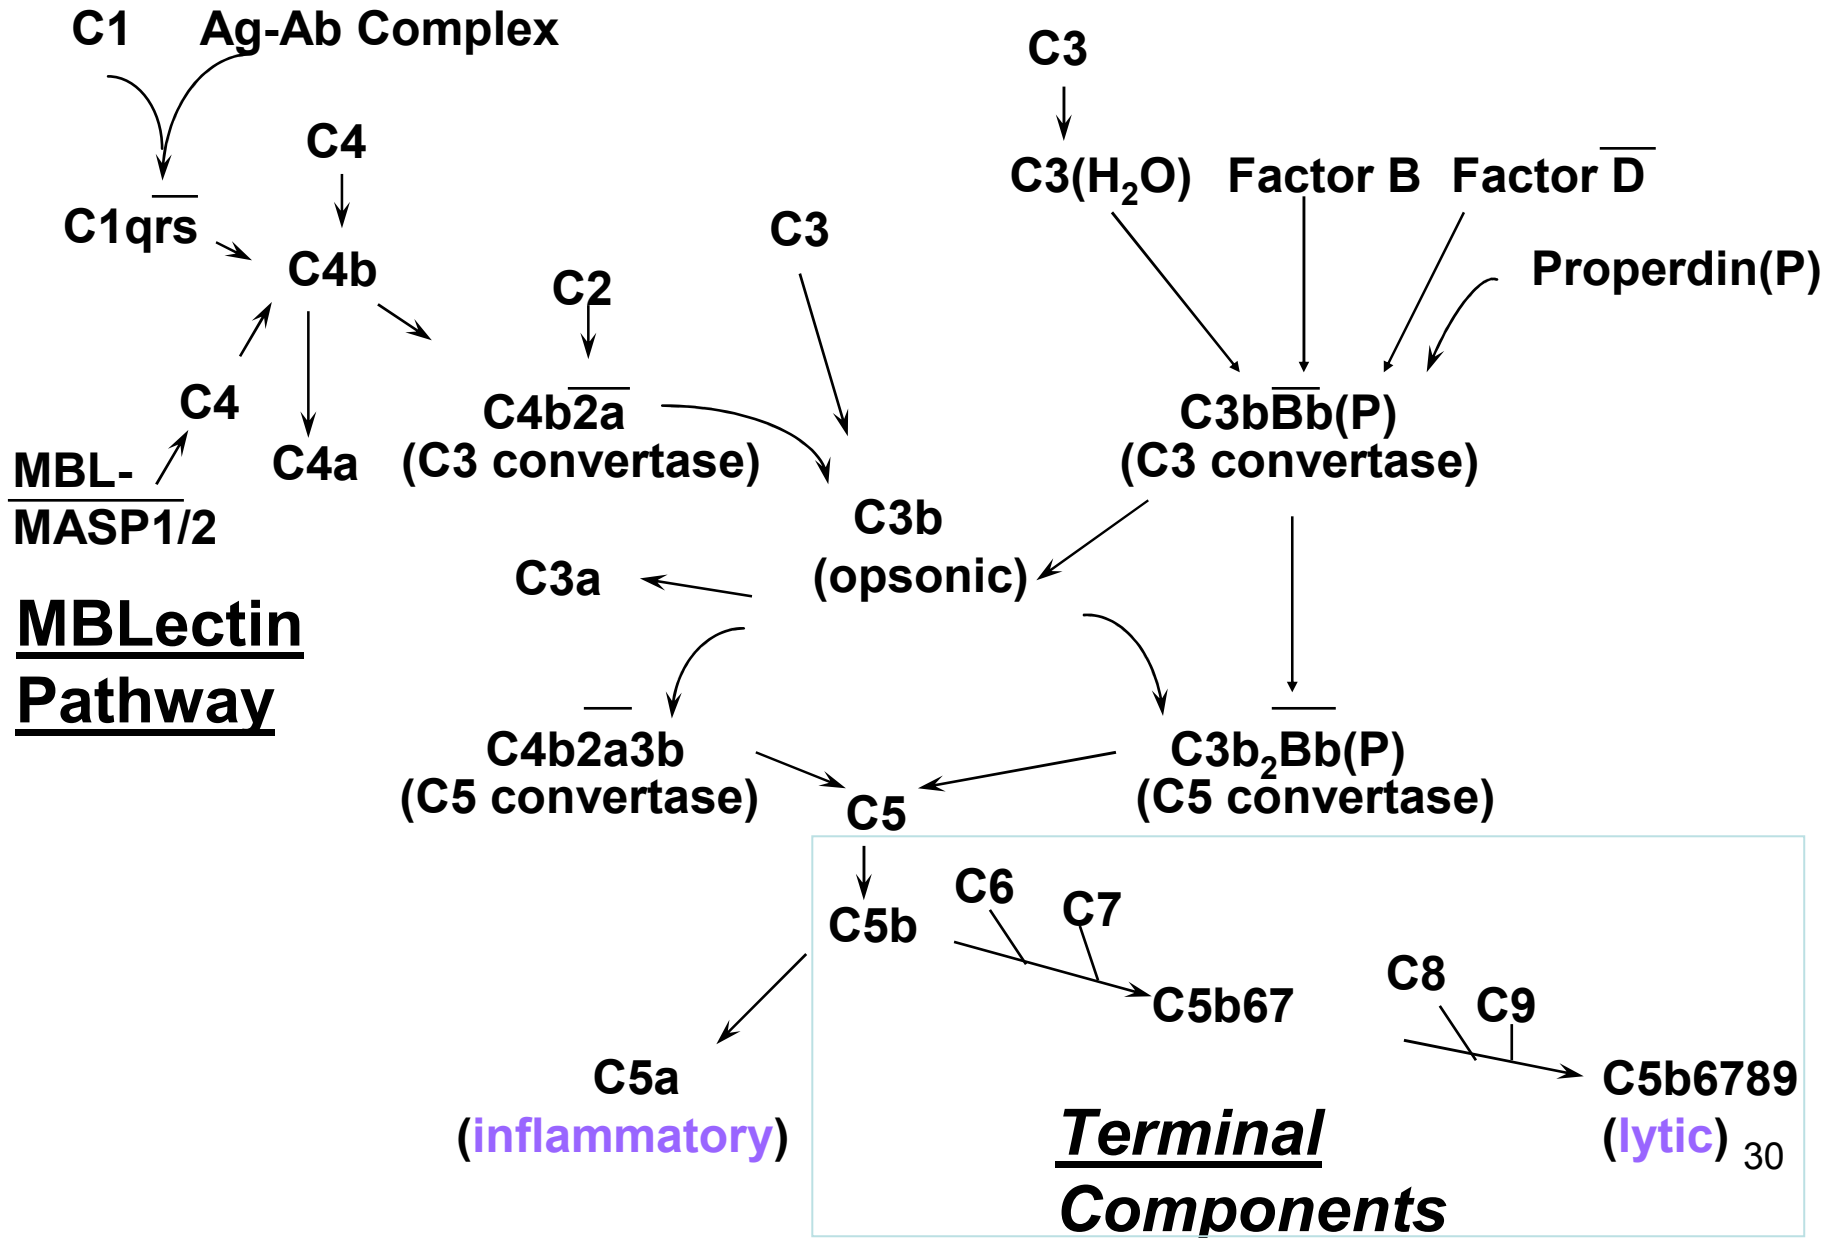 C1
Ag-Ab Complex
C3
C4
C3(H₂O)
Factor B
Factor D
C1qrs
C3
C4b
C2
Properdin(P)
C4
C4b2a
(C3 convertase)
C3bBb(P)
(C3 convertase)
C4a
MBL-
MASP1/2
C3b
(opsonic)
C3a
MBLectin
Pathway
C4b2a3b
(C5 convertase)
C3b₂Bb(P)
(C5 convertase)
C5
C6
C7
C5b
C8
C9
C5b67
C5a
(inflammatory)
C5b6789
(lytic)
Terminal
Components
30